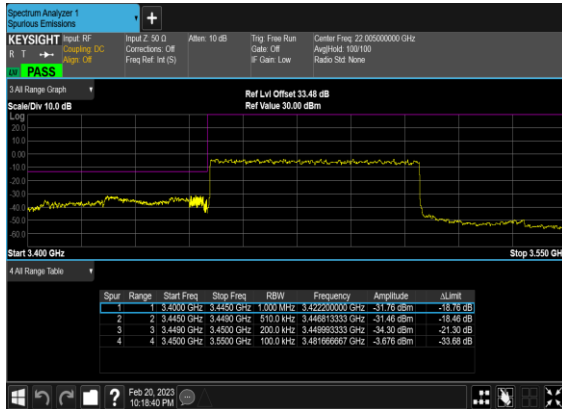 Spectrum Analyzer 1
Spurious Emissions
+
KEYSIGHT Input: RF Input Z: 50 Ω Atten: 10 dB Trig: Free Run Center Freq: 22.005000000 GHz
R T Coupling: DC Corrections: Off Gate: Off Avg|Hold: 100/100
Align: Off Freq Ref: Int (S) IF Gain: Low Radio Std: None
PASS
3 All Range Graph
Ref Lvl Offset 33.48 dB
Scale/Div 10.0 dB Ref Value 30.00 dBm
Log
20.0
10.0
0.00
-10.0
-20.0
-30.0
-40.0
-50.0
-60.0
Start 3.400 GHz Stop 3.550 GH
4 All Range Table
Spur Range Start Freq Stop Freq RBW Frequency Amplitude ΔLimit
1 1 3.4000 GHz 3.4450 GHz 1.000 MHz 3.422200000 GHz -31.76 dBm -18.76 dB
2 2 3.4450 GHz 3.4490 GHz 510.0 kHz 3.446813333 GHz -31.46 dBm -18.46 dB
3 3 3.4490 GHz 3.4500 GHz 200.0 kHz 3.449993333 GHz -34.30 dBm -21.30 dB
4 4 3.4500 GHz 3.5500 GHz 100.0 kHz 3.481666667 GHz -3.676 dBm -33.68 dB
? Feb 20, 2023
10:18:40 PM